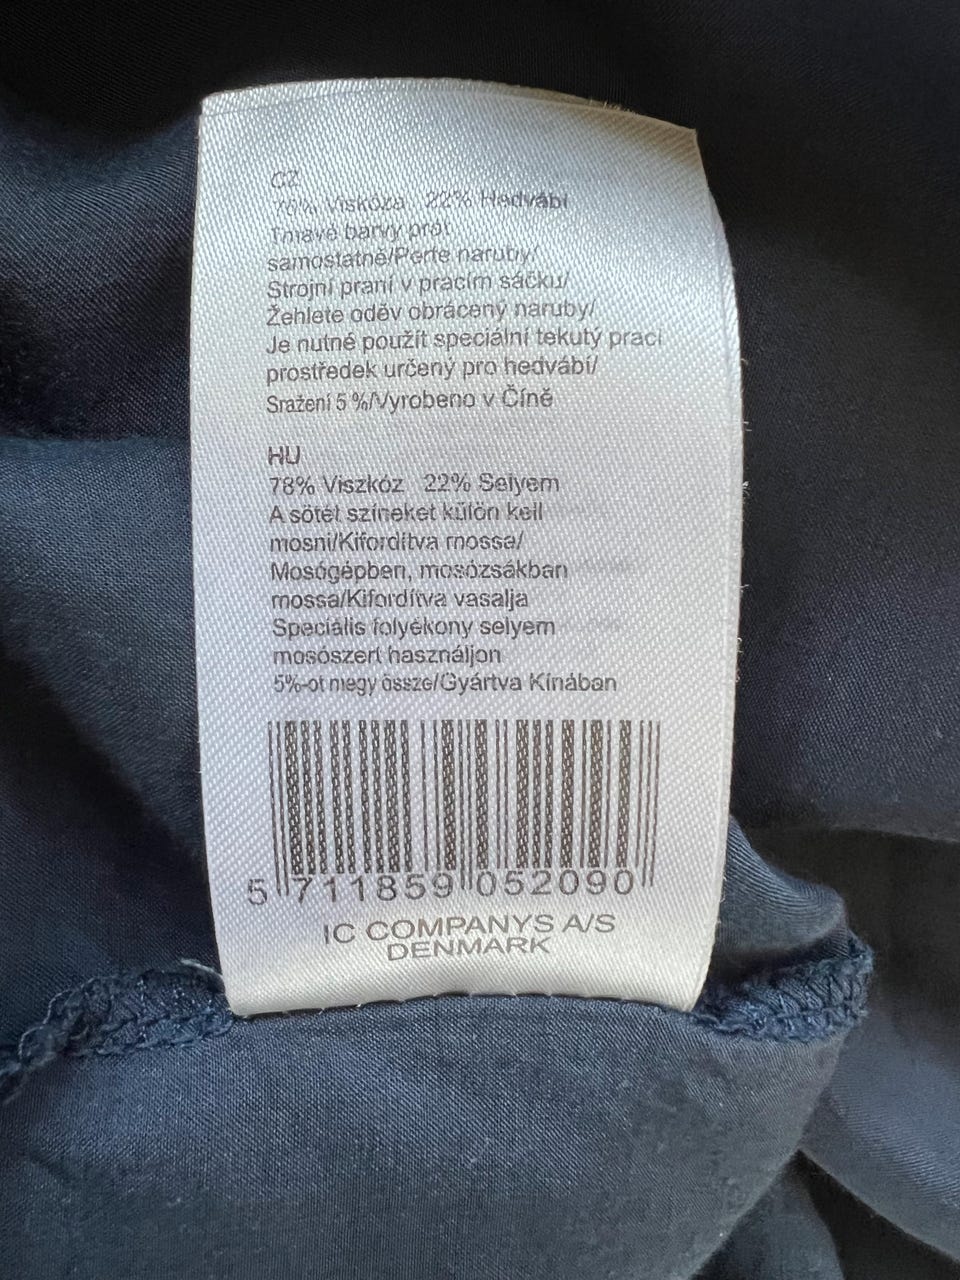 CZ
78% Viskóza 22% Hedvábí
Tmavé barvy prát
samostatně/Perte naruby/
Strojní praní v pracím sáčku/
Žehlete oděv obrácený naruby/
Je nutné použít speciální tekutý prací
prostředek určený pro hedvábí/
Sražení 5 %/Vyrobeno v Číně
HU
78% Viszkóz 22% Selyem
A sötét színeket külön kell
mosni/Kifordítva mossa/
Mosógépben, mosózsákban
mossa/Kifordítva vasalja
Speciális folyékony selyem
mosószert használjon
5%-ot megy össze/Gyártva Kínában
5 711859 052090
IC COMPANYS A/S
DENMARK